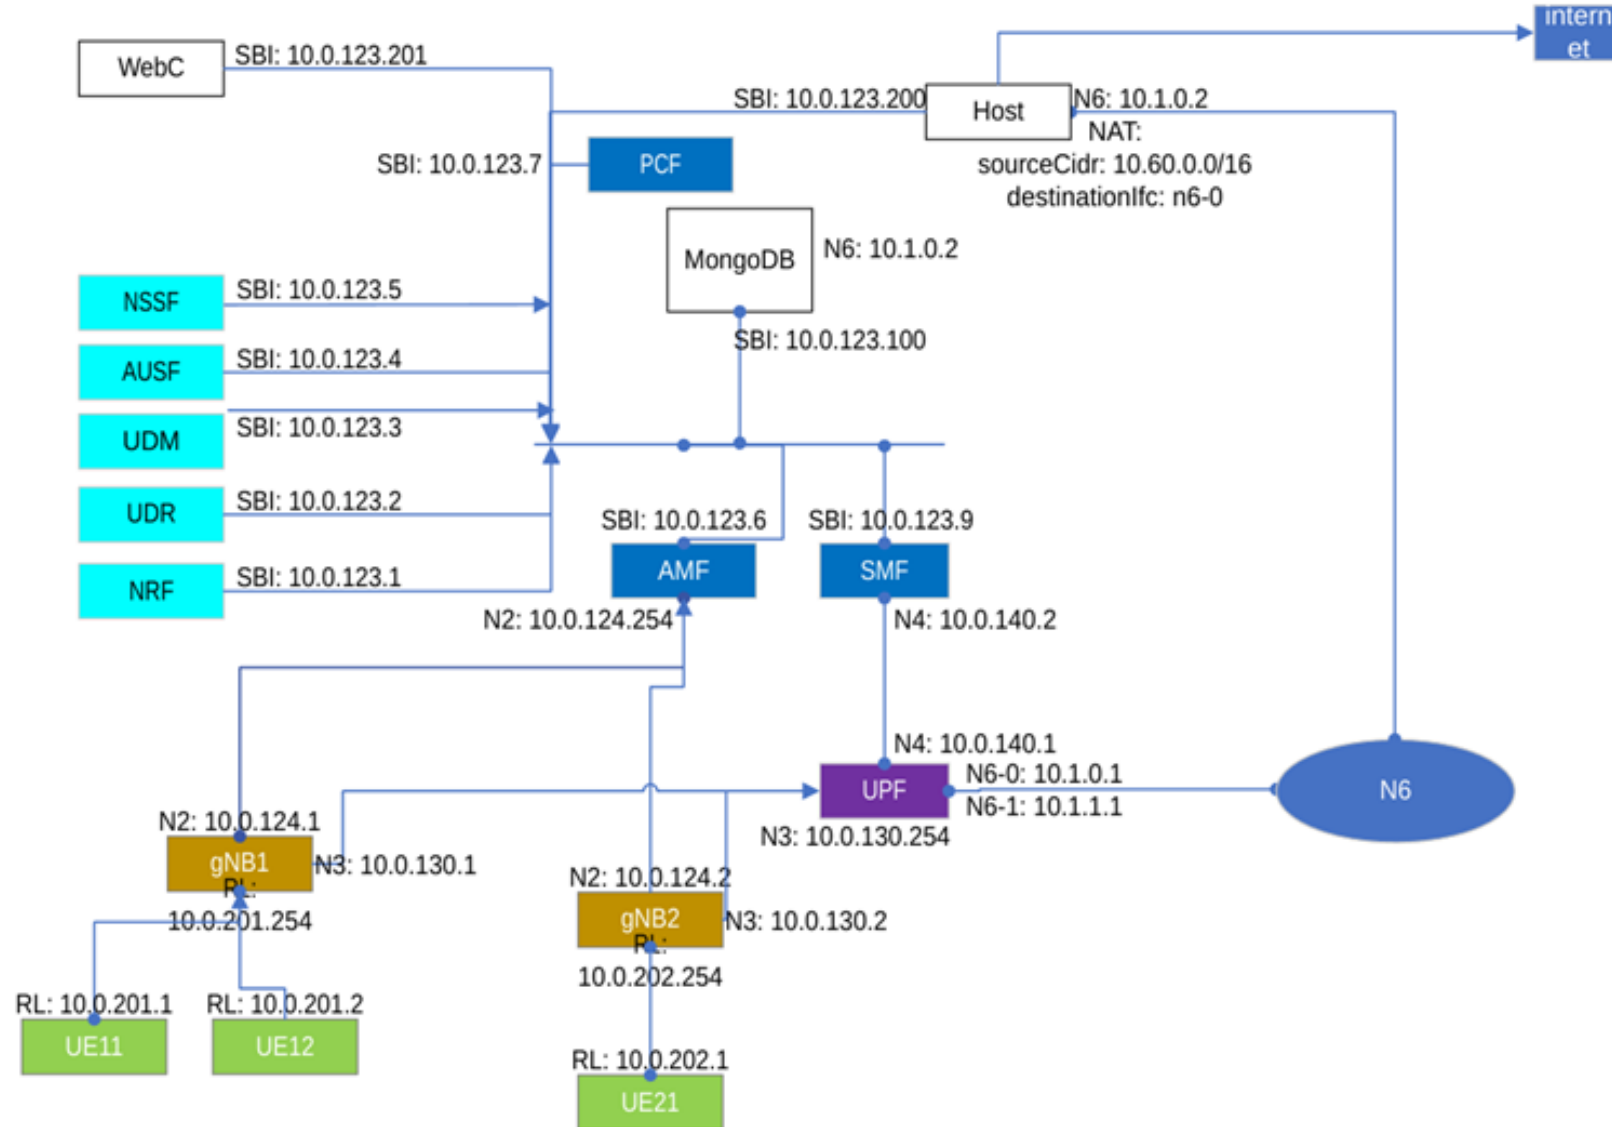 intern
et
WebC
SBI: 10.0.123.201
SBI: 10.0.123.200
Host
N6: 10.1.0.2
NAT:
sourceCidr: 10.60.0.0/16
destinationIfc: n6-0
SBI: 10.0.123.7
PCF
MongoDB
N6: 10.1.0.2
NSSF
SBI: 10.0.123.5
SBI: 10.0.123.100
AUSF
SBI: 10.0.123.4
UDM
SBI: 10.0.123.3
UDR
SBI: 10.0.123.2
SBI: 10.0.123.6
SBI: 10.0.123.9
NRF
SBI: 10.0.123.1
AMF
SMF
N2: 10.0.124.254
N4: 10.0.140.2
N4: 10.0.140.1
UPF
N6-0: 10.1.0.1
N6-1: 10.1.1.1
N6
N3: 10.0.130.254
N2: 10.0.124.1
gNB1
N3: 10.0.130.1
RL:
10.0.201.254
N2: 10.0.124.2
gNB2
N3: 10.0.130.2
RL:
10.0.202.254
RL: 10.0.201.1
RL: 10.0.201.2
UE11
UE12
RL: 10.0.202.1
UE21